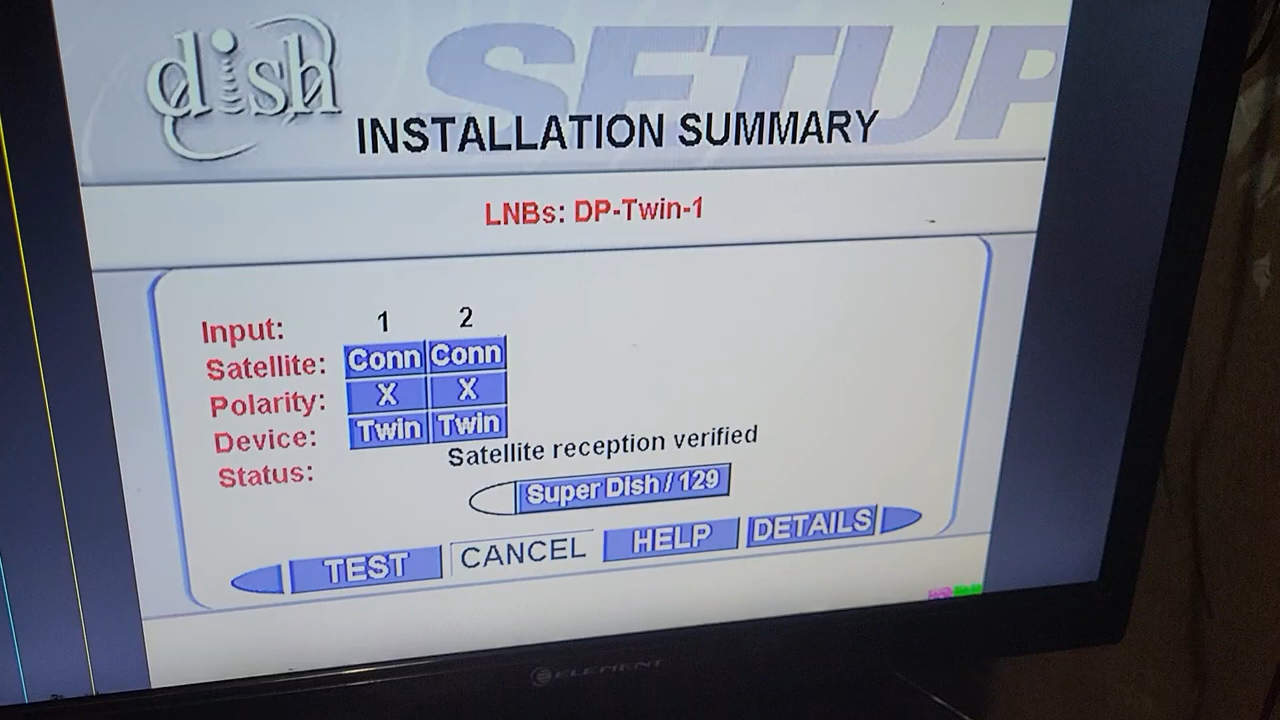 dish
SETUP
INSTALLATION SUMMARY
LNBs: DP-Twin-1
Input: 1 2
Satellite: Conn Conn
Polarity: X X
Device: Twin Twin
Status: Satellite reception verified
Super Dish / 129
TEST CANCEL HELP DETAILS
ELEMENT